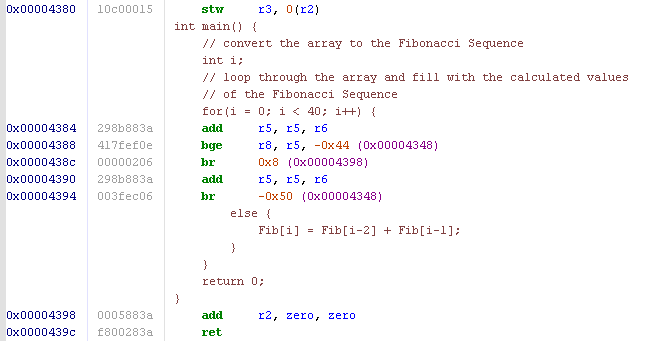 0x00004380 10c00015 stw r3, 0(r2)
int main() {
// convert the array to the Fibonacci Sequence
int i;
// loop through the array and fill with the calculated values
// of the Fibonacci Sequence
for(i = 0; i < 40; i++) {
0x00004384 298b883a add r5, r5, r6
0x00004388 417fef0e bge r8, r5, -0x44 (0x00004348)
0x0000438c 00000206 br 0x8 (0x00004398)
0x00004390 298b883a add r5, r5, r6
0x00004394 003fec06 br -0x50 (0x00004348)
else {
Fib[i] = Fib[i-2] + Fib[i-1];
}
}
return 0;
}
0x00004398 0005883a add r2, zero, zero
0x0000439c f800283a ret